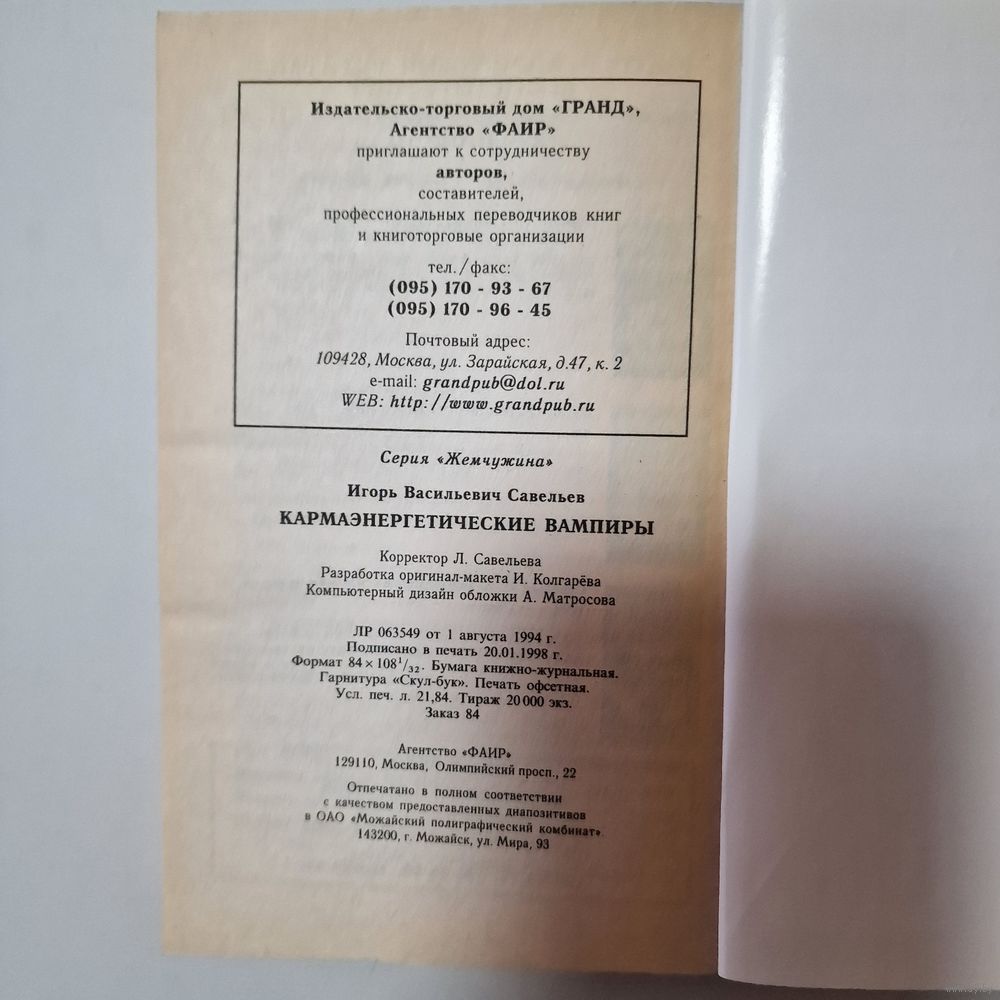 Издательско-торговый дом «ГРАНД»,
Агентство «ФАИР»
приглашают к сотрудничеству
авторов,
составителей,
профессиональных переводчиков книг
и книготорговые организации
тел./факс:
(095) 170 - 93 - 67
(095) 170 - 96 - 45
Почтовый адрес:
109428, Москва, ул. Зарайская, д.47, к. 2
e-mail: grandpub@dol.ru
WEB: http://www.grandpub.ru
Серия «Жемчужина»
Игорь Васильевич Савельев
КАРМАЭНЕРГЕТИЧЕСКИЕ ВАМПИРЫ
Корректор Л. Савельева
Разработка оригинал-макета И. Колгарёва
Компьютерный дизайн обложки А. Матросова
ЛР 063549 от 1 августа 1994 г.
Подписано в печать 20.01.1998 г.
Формат 84 × 108 1/32. Бумага книжно-журнальная.
Гарнитура «Скул-бук». Печать офсетная.
Усл. печ. л. 21,84. Тираж 20 000 экз.
Заказ 84
Агентство «ФАИР»
129110, Москва, Олимпийский просп., 22
Отпечатано в полном соответствии
с качеством предоставленных диапозитивов
в ОАО «Можайский полиграфический комбинат».
143200, г. Можайск, ул. Мира, 93